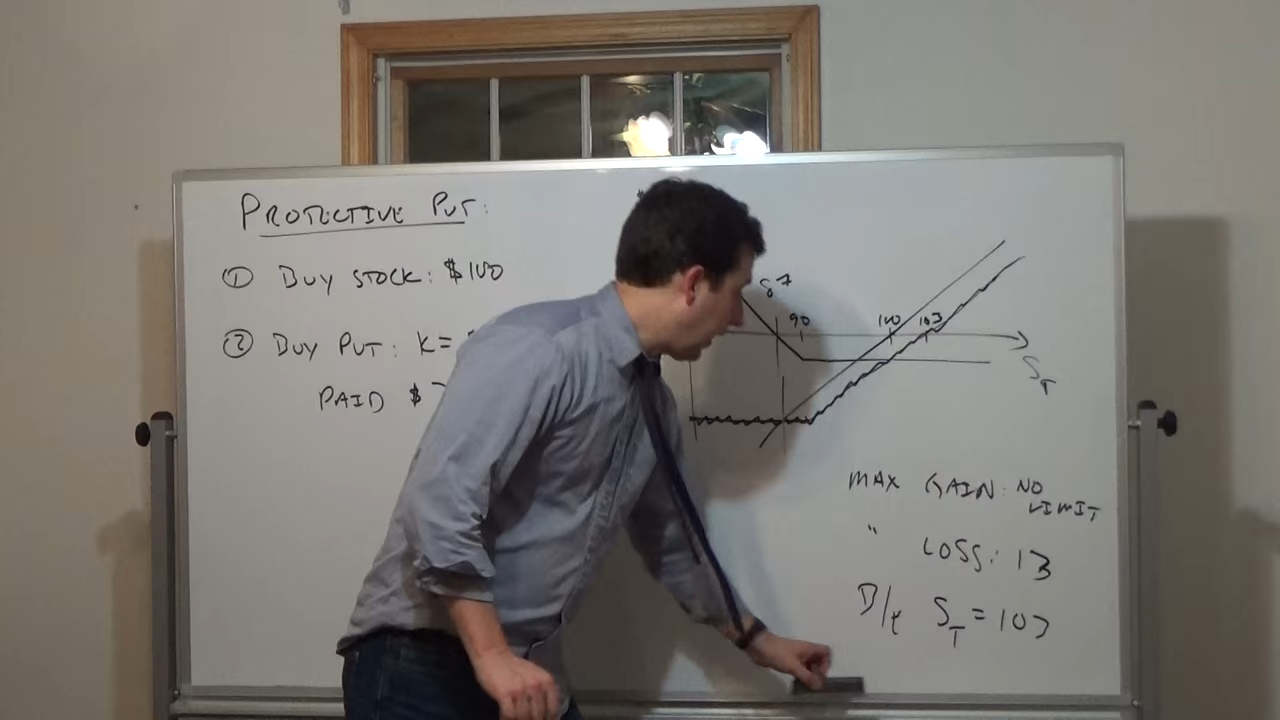 PROTECTIVE PUT:
① BUY STOCK: $100
② BUY PUT: K=
PAID $
90
100
103
S_T
MAX GAIN: NO LIMIT
" LOSS: 13
B/E S_T = 103